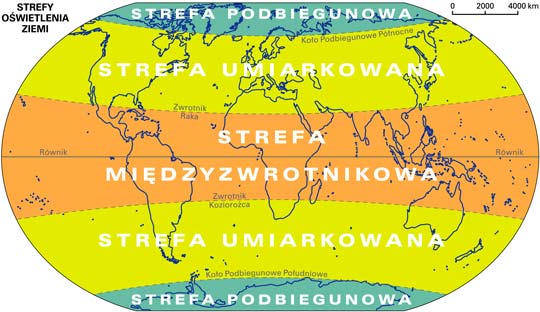 STREFY
OŚWIETLENIA
ZIEMI
0 2000 4000 km
STREFA PODBIEGUNOWA
Koło Podbiegunowe Północne
STREFA UMIARKOWANA
Zwrotnik
Raka
STREFA
Równik
Równik
MIĘDZYZWROTNIKOWA
Zwrotnik
Koziorożca
STREFA UMIARKOWANA
Koło Podbiegunowe Południowe
STREFA PODBIEGUNOWA